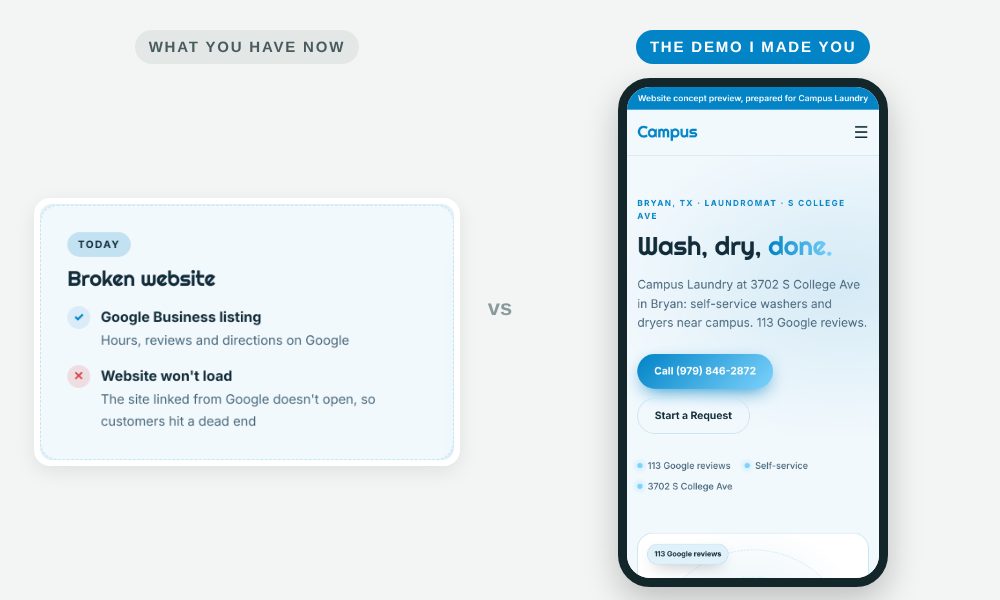 WHAT YOU HAVE NOW
TODAY
Broken website
Google Business listing
Hours, reviews and directions on Google
Website won't load
The site linked from Google doesn't open, so
customers hit a dead end
vs
THE DEMO I MADE YOU
Website concept preview, prepared for Campus Laundry
Campus
BRYAN, TX · LAUNDROMAT · S COLLEGE
AVE
Wash, dry, done.
Campus Laundry at 3702 S College Ave
in Bryan: self-service washers and
dryers near campus. 113 Google reviews.
Call (979) 846-2872
Start a Request
113 Google reviews
Self-service
3702 S College Ave
113 Google reviews